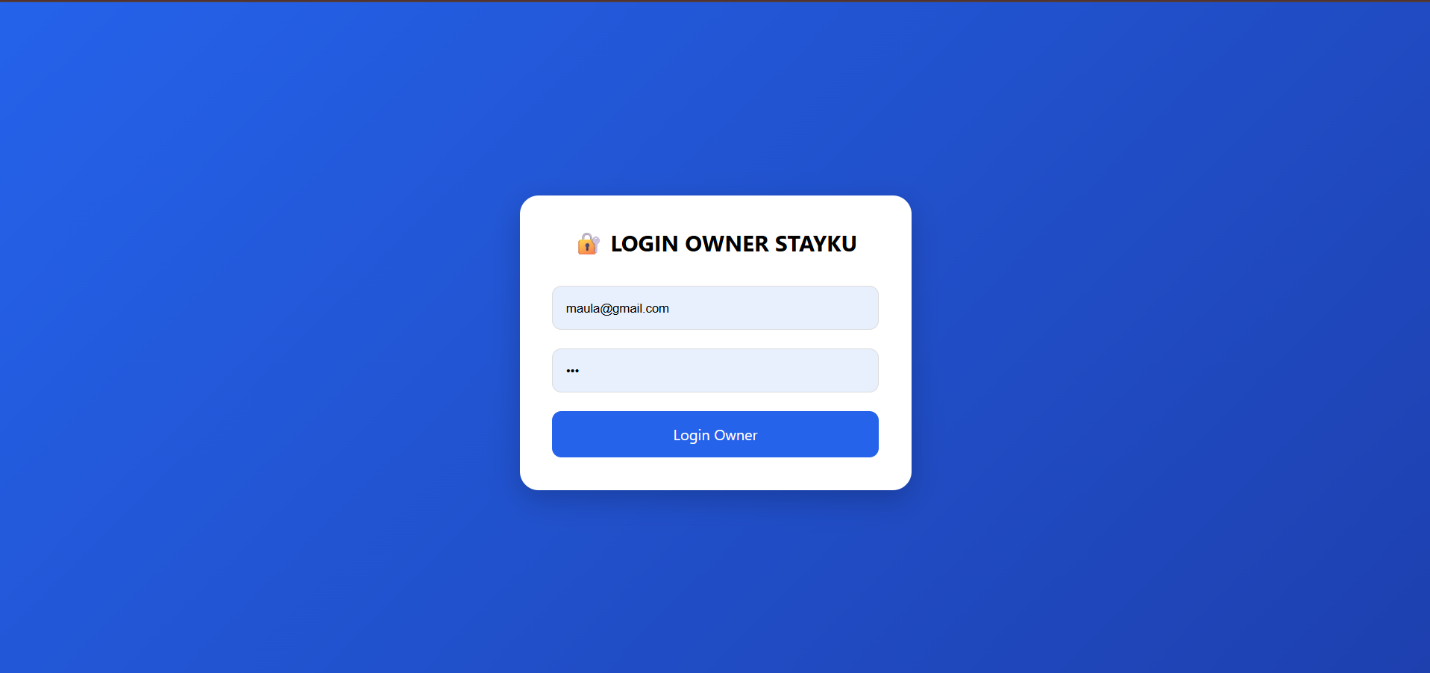 🔐 LOGIN OWNER STAYKU
maula@gmail.com
•••
Login Owner